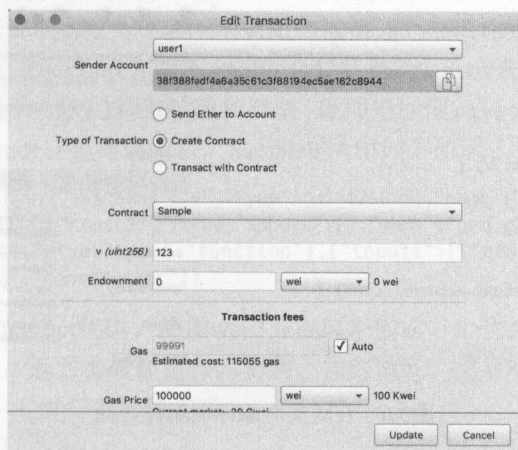 Edit Transaction
user1
Sender Account
38f388fadf4a6a35c61c3f88194ec5ae162c8944
Send Ether to Account
Type of Transaction Create Contract
Transact with Contract
Contract Sample
v (uint256) 123
Endownment 0 wei 0 wei
Transaction fees
Gas 99991 Auto
Estimated cost: 115055 gas
Gas Price 100000 wei 100 Kwei
Update Cancel